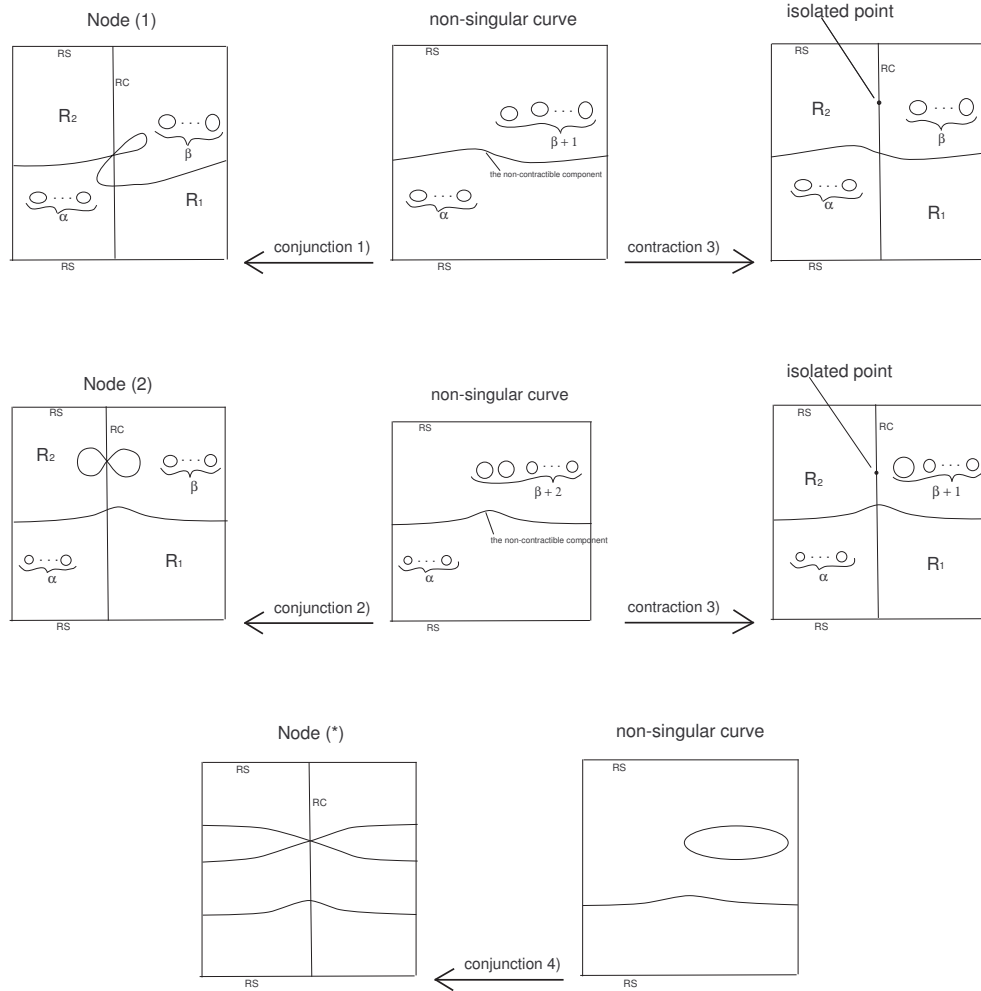 Node (1)
non-singular curve
isolated point
RS
RC
R2
· · ·
β
α
· · ·
R1
RS
conjunction 1)
RS
· · ·
β + 1
the non-contractible component
· · ·
α
RS
contraction 3)
RS
RC
R2
· · ·
β
· · ·
α
R1
RS
Node (2)
non-singular curve
isolated point
RS
RC
R2
· · ·
β
· · ·
α
R1
RS
conjunction 2)
RS
· · ·
β + 2
the non-contractible component
· · ·
α
RS
contraction 3)
RS
RC
R2
· · ·
β + 1
· · ·
α
R1
RS
Node (*)
non-singular curve
RS
RC
RS
conjunction 4)
RS
RS